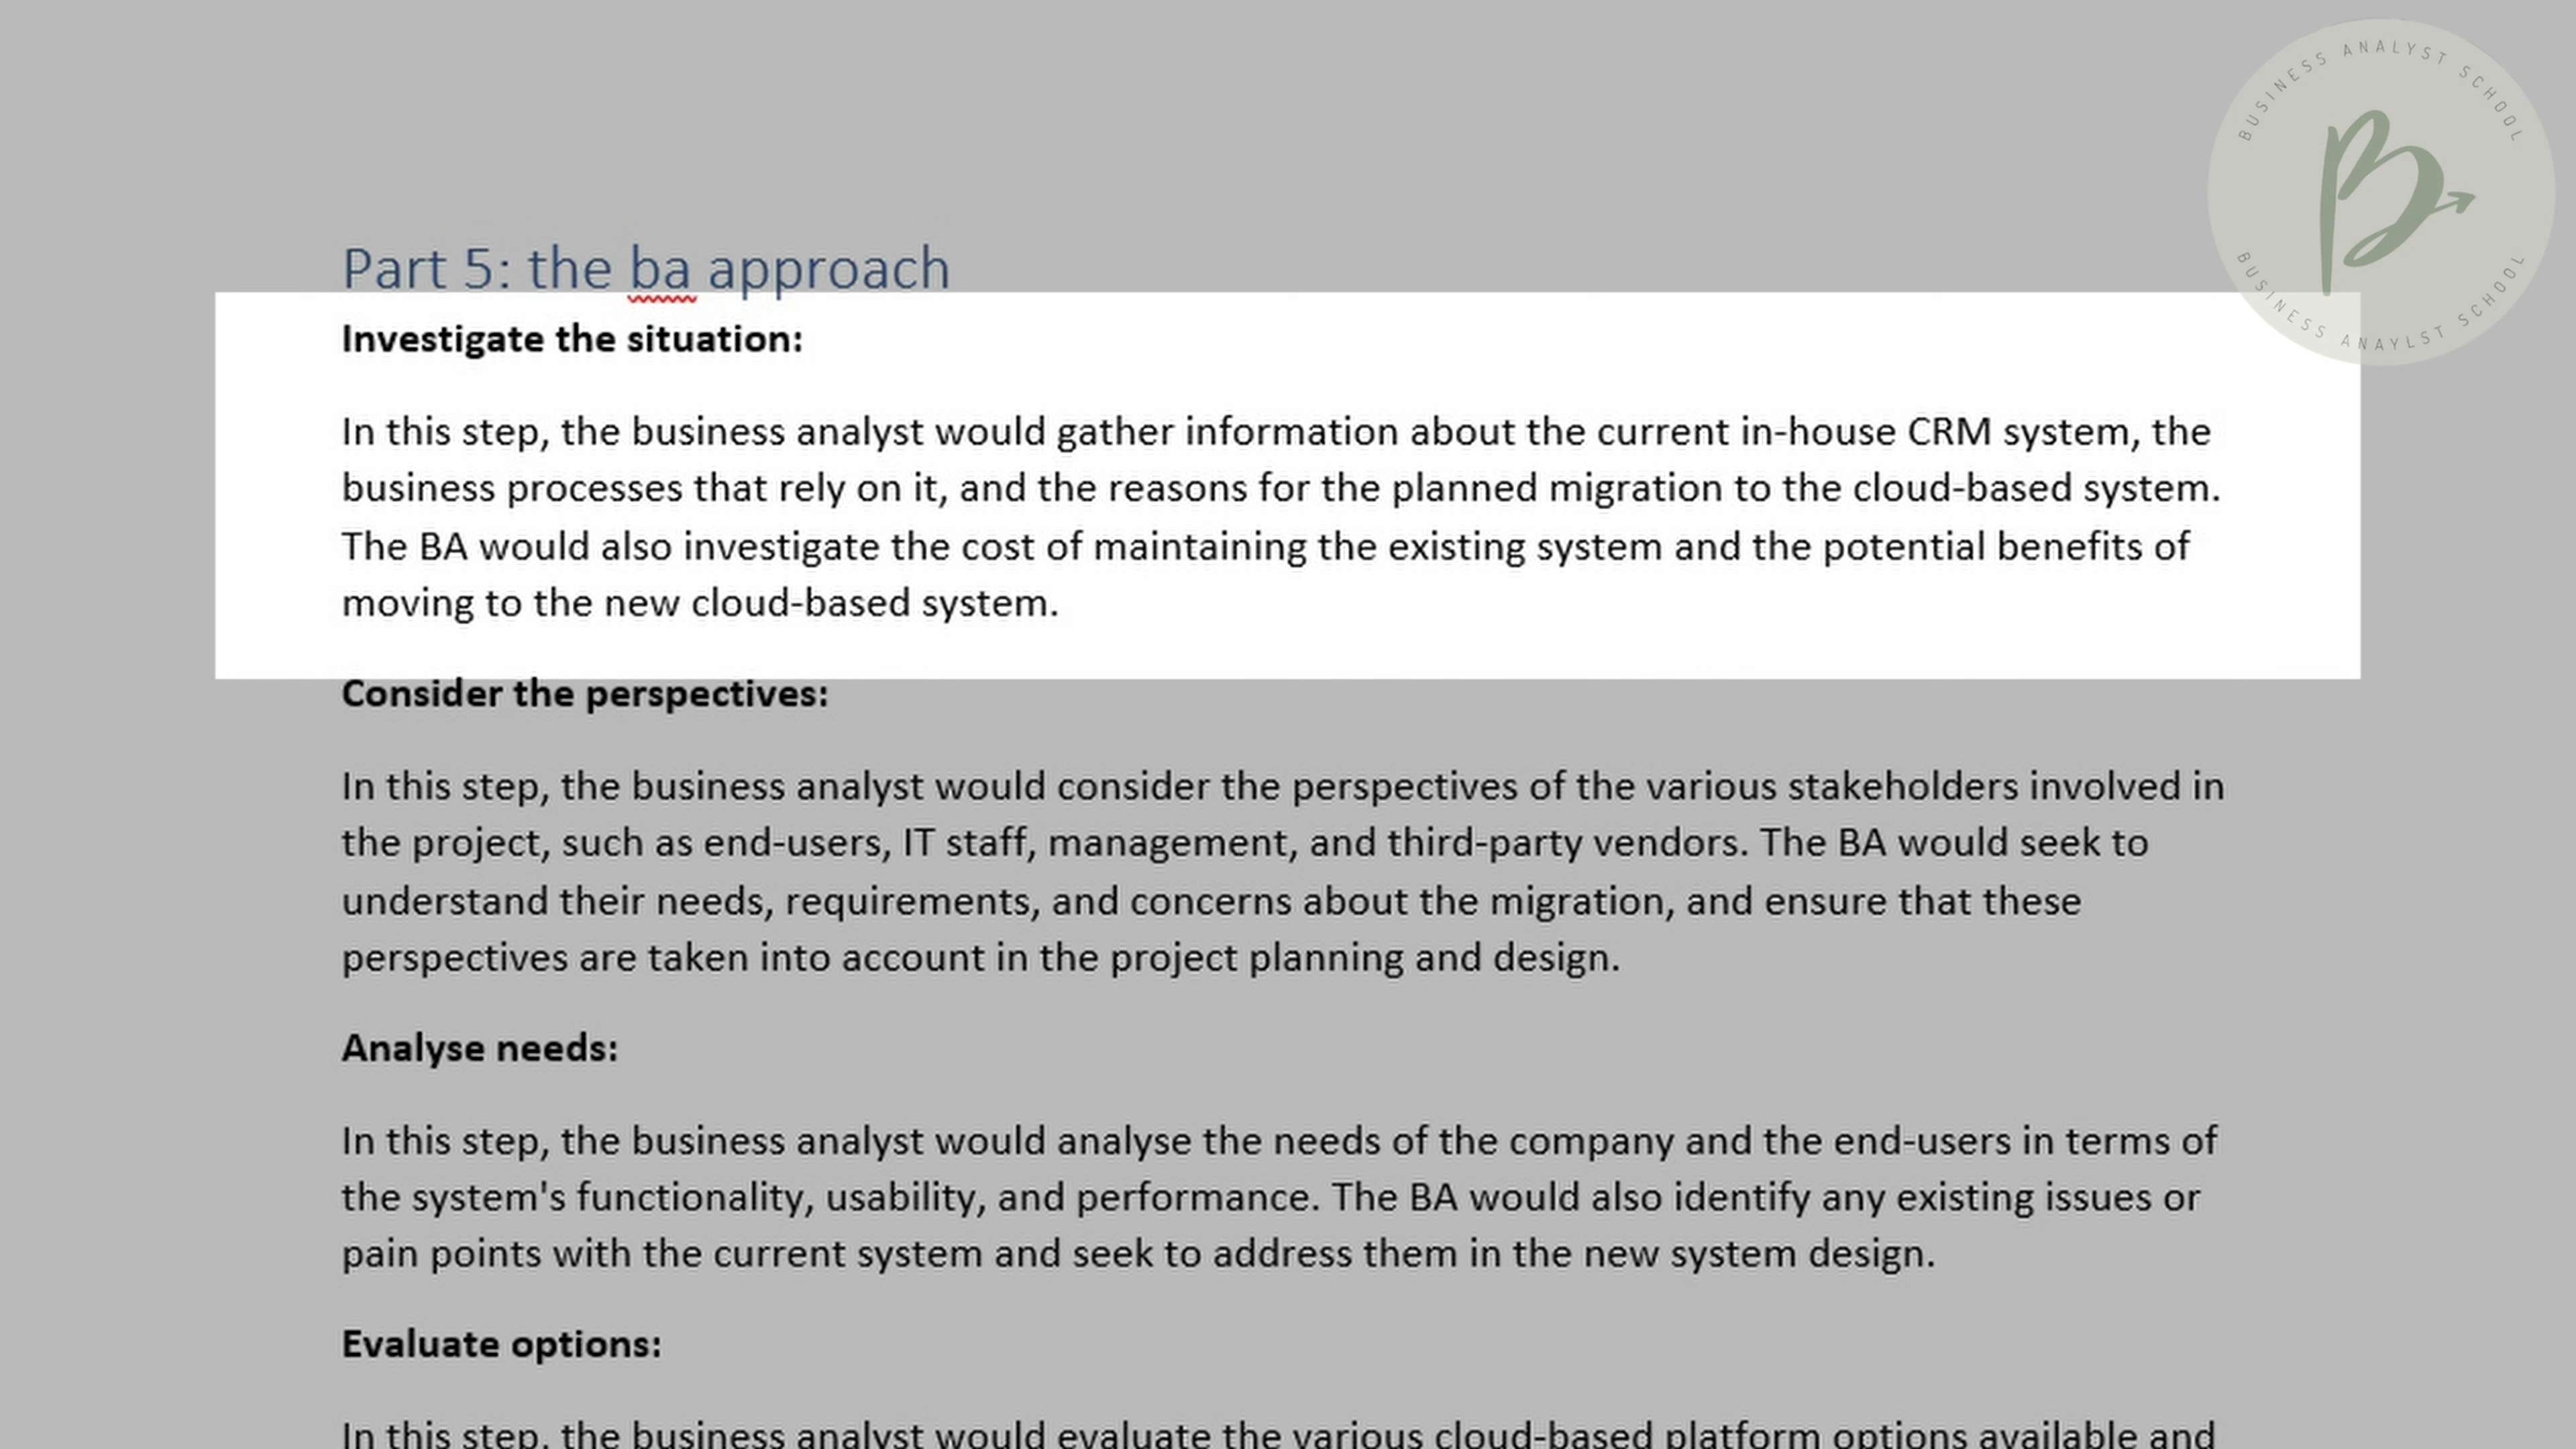 BUSINESS ANALYST SCHOOL
B
BUSINESS ANAYLST SCHOOL
Part 5: the ba approach
Investigate the situation:
In this step, the business analyst would gather information about the current in-house CRM system, the
business processes that rely on it, and the reasons for the planned migration to the cloud-based system.
The BA would also investigate the cost of maintaining the existing system and the potential benefits of
moving to the new cloud-based system.
Consider the perspectives:
In this step, the business analyst would consider the perspectives of the various stakeholders involved in
the project, such as end-users, IT staff, management, and third-party vendors. The BA would seek to
understand their needs, requirements, and concerns about the migration, and ensure that these
perspectives are taken into account in the project planning and design.
Analyse needs:
In this step, the business analyst would analyse the needs of the company and the end-users in terms of
the system's functionality, usability, and performance. The BA would also identify any existing issues or
pain points with the current system and seek to address them in the new system design.
Evaluate options:
In this step, the business analyst would evaluate the various cloud-based platform options available and